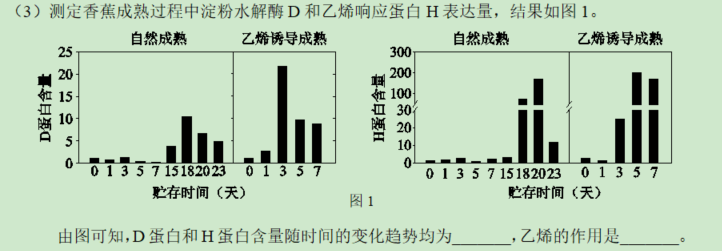 （3）测定香蕉成熟过程中淀粉水解酶 D 和乙烯响应蛋白 H 表达量，结果如图 1。
自然成熟 乙烯诱导成熟
D蛋白含量
25
20
15
10
5
0
0 1 3 5 7 15 18 20 23 0 1 3 5 7
贮存时间（天）
自然成熟 乙烯诱导成熟
H蛋白含量
300
200
100
30
20
10
0
0 1 3 5 7 15 18 20 23 0 1 3 5 7
贮存时间（天）
图 1
由图可知，D 蛋白和 H 蛋白含量随时间的变化趋势均为________，乙烯的作用是________。